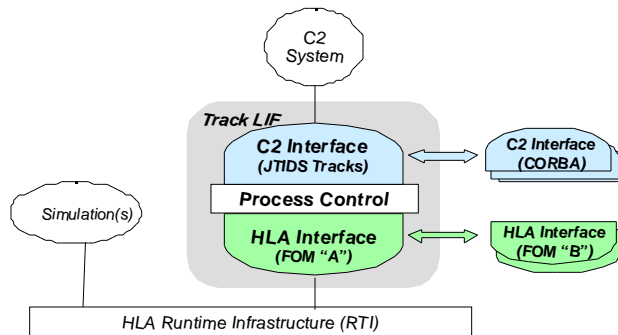 C2
System
Track LIF
C2 Interface
(JTIDS Tracks)
C2 Interface
(CORBA)
Process Control
Simulation(s)
HLA Interface
(FOM "A")
HLA Interface
(FOM "B")
HLA Runtime Infrastructure (RTI)